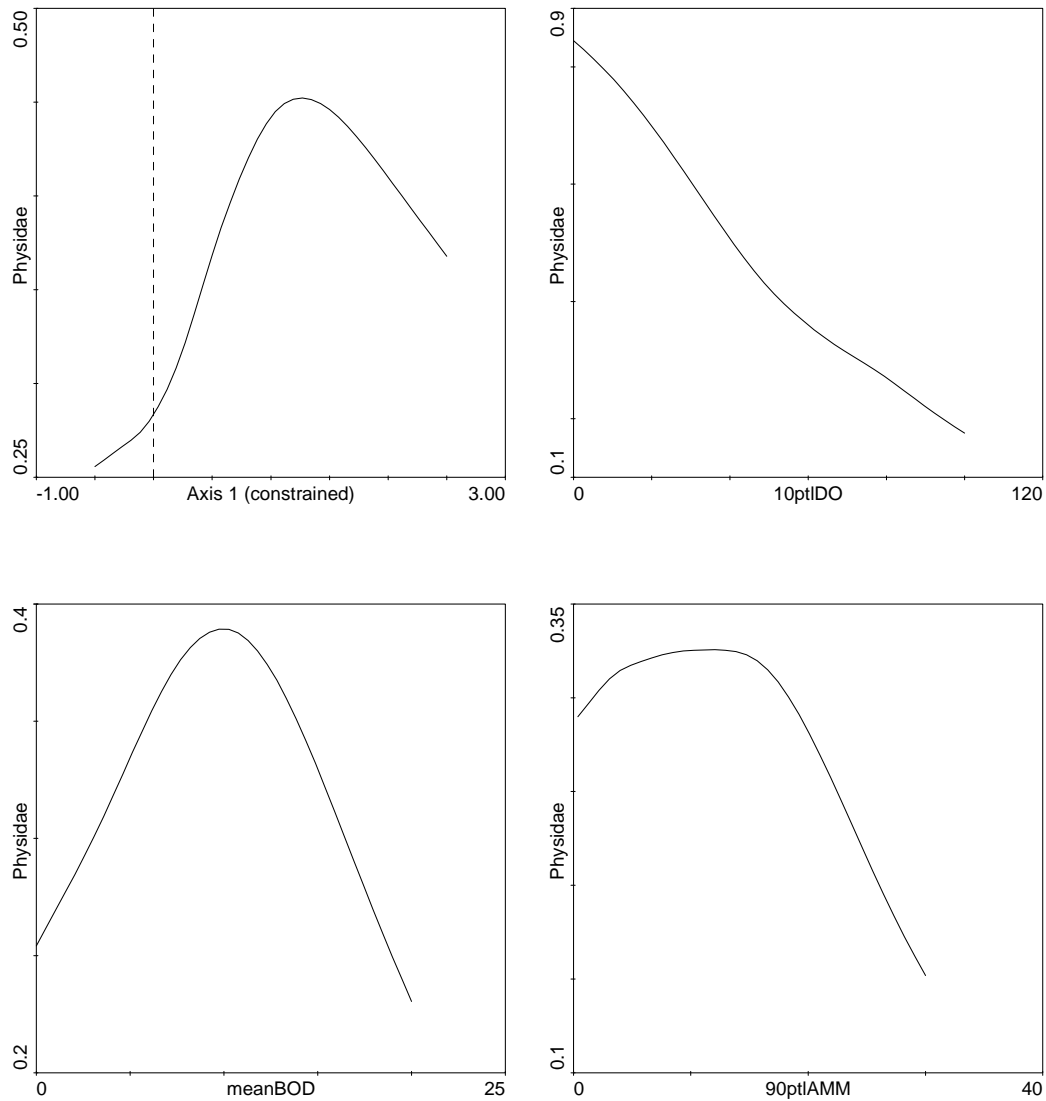 0.50
Physidae
0.25
-1.00 Axis 1 (constrained) 3.00
0.9
Physidae
0.1
0 10ptlDO 120
0.4
Physidae
0.2
0 meanBOD 25
0.35
Physidae
0.1
0 90ptlAMM 40